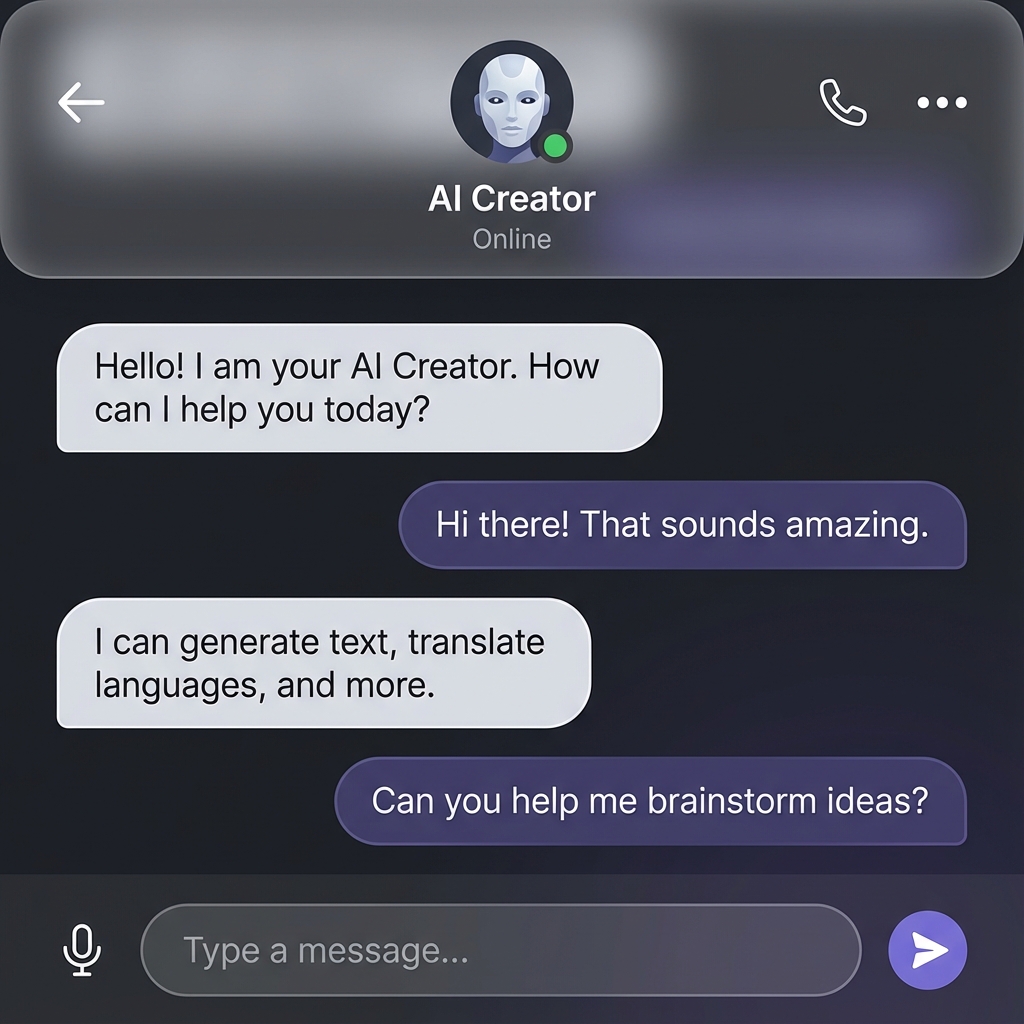 AI Creator
Online
Hello! I am your AI Creator. How
can I help you today?
Hi there! That sounds amazing.
I can generate text, translate
languages, and more.
Can you help me brainstorm ideas?
Type a message...